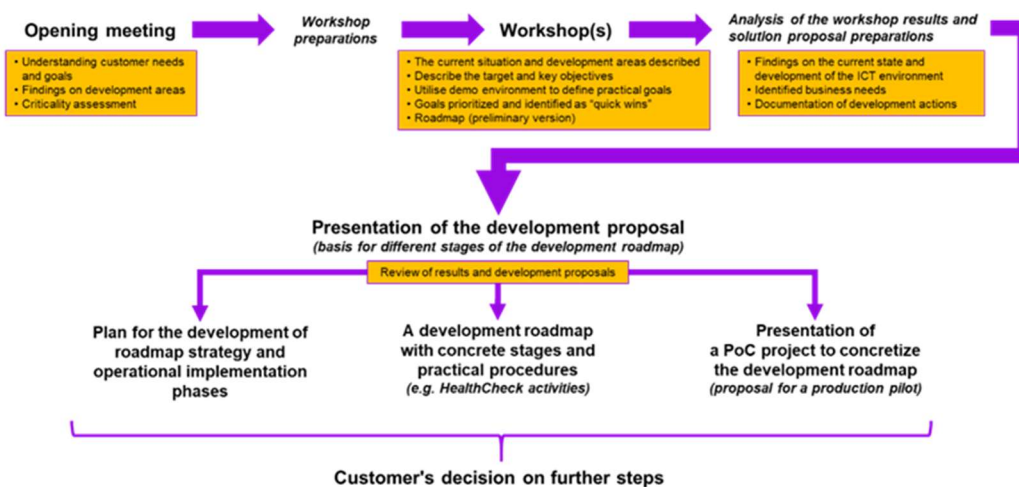 Opening meeting
• Understanding customer needs
and goals
• Findings on development areas
• Criticality assessment
Workshop
preparations
Workshop(s)
• The current situation and development areas described
• Describe the target and key objectives
• Utilise demo environment to define practical goals
• Goals prioritized and identified as "quick wins"
• Roadmap (preliminary version)
Analysis of the workshop results and
solution proposal preparations
• Findings on the current state and
development of the ICT environment
• Identified business needs
• Documentation of development actions
Presentation of the development proposal
(basis for different stages of the development roadmap)
Review of results and development proposals
Plan for the development of
roadmap strategy and
operational implementation
phases
A development roadmap
with concrete stages and
practical procedures
(e.g. HealthCheck activities)
Presentation of
a PoC project to concretize
the development roadmap
(proposal for a production pilot)
Customer's decision on further steps